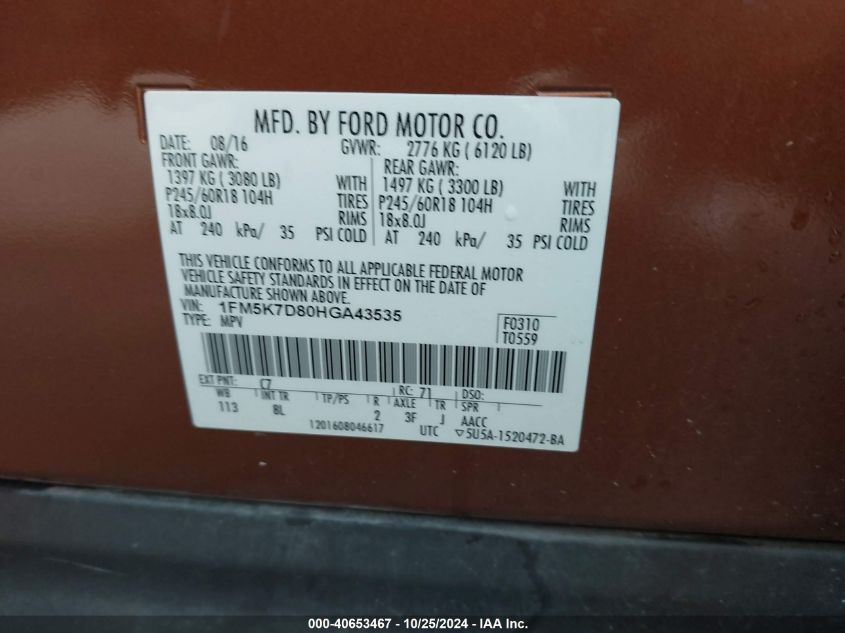 MFD. BY FORD MOTOR CO.
DATE: 08/16 GVWR: 2776 KG ( 6120 LB)
FRONT GAWR: REAR GAWR:
1397 KG ( 3080 LB) WITH 1497 KG ( 3300 LB) WITH
P245/60R18 104H TIRES P245/60R18 104H TIRES
18x8.0J RIMS 18x8.0J RIMS
AT 240 kPa/ 35 PSI COLD AT 240 kPa/ 35 PSI COLD
THIS VEHICLE CONFORMS TO ALL APPLICABLE FEDERAL MOTOR
VEHICLE SAFETY STANDARDS IN EFFECT ON THE DATE OF
MANUFACTURE SHOWN ABOVE.
VIN: 1FM5K7D80HGA43535
TYPE: MPV
F0310
T0559
EXT PNT: C7 RC: 71 DSO:
WB INT TR TP/PS R AXLE TR SPR
113 8L 2 3F J AACC
1201608046617 UTC ▽5U5A-1520472-BA
000-40653467 - 10/25/2024 - IAA Inc.